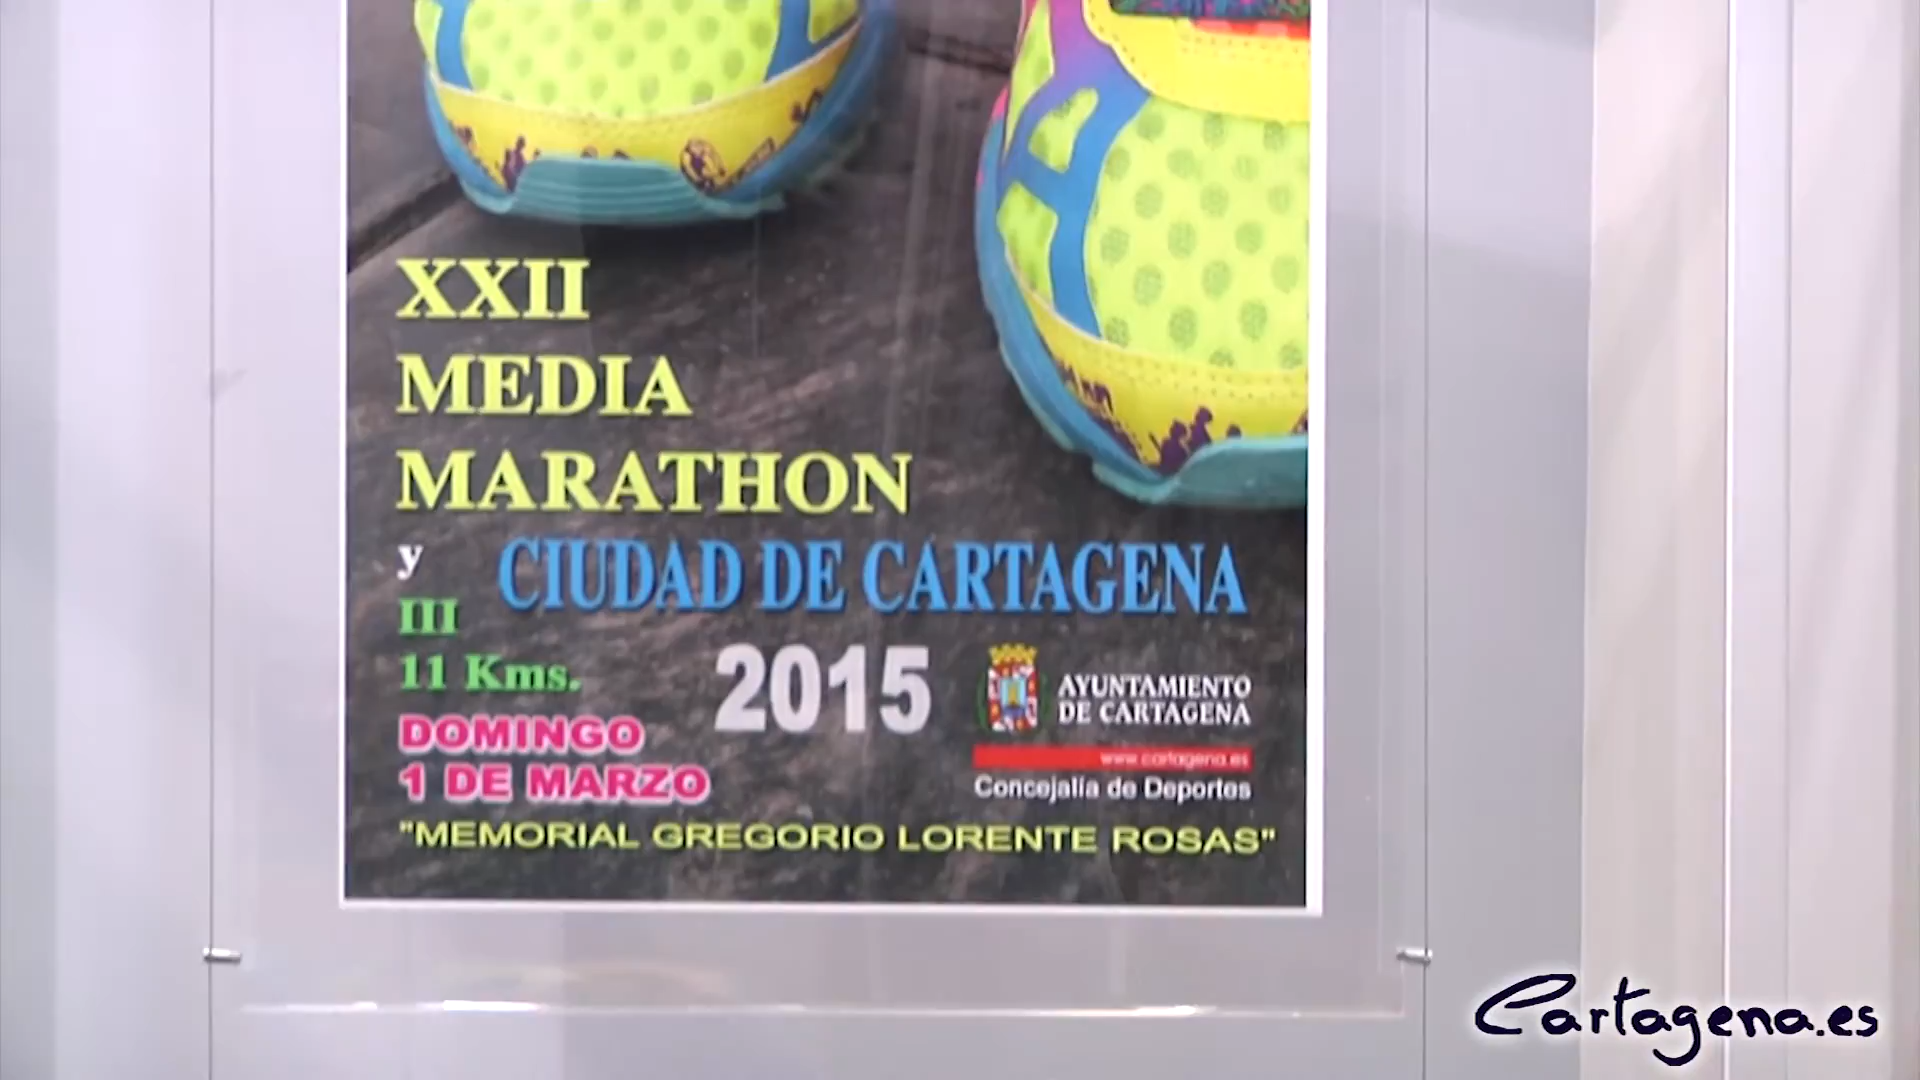 XXII
MEDIA
MARATHON
y
CIUDAD DE CARTAGENA
III
11 Kms.
2015
DOMINGO
1 DE MARZO
AYUNTAMIENTO
DE CARTAGENA
www.cartagena.es
Concejalía de Deportes
"MEMORIAL GREGORIO LORENTE ROSAS"
Cartagena.es